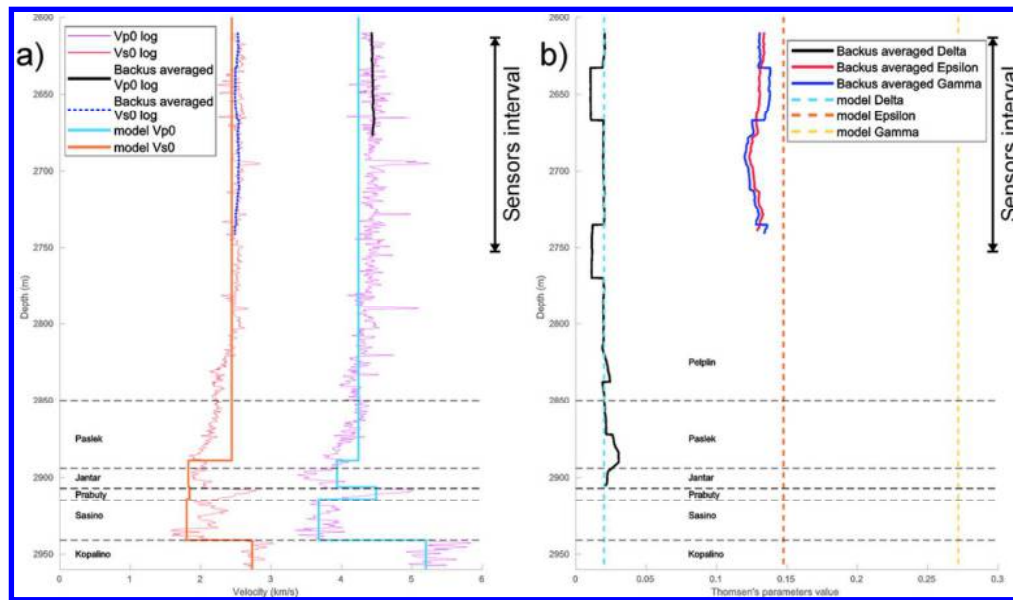 a)
Vp0 log
Vs0 log
Backus averaged
Vp0 log
Backus averaged
Vs0 log
model Vp0
model Vs0
Sensors interval
2600
2650
2700
2750
2800
2850
2900
2950
Depth (m)
Paslek
Jantar
Prabuty
Sasino
Kopalino
0
1
2
3
4
5
6
Velocity (km/s)
b)
Backus averaged Delta
Backus averaged Epsilon
Backus averaged Gamma
model Delta
model Epsilon
model Gamma
Sensors interval
2600
2650
2700
2750
2800
2850
2900
2950
Depth (m)
Pelplin
Paslek
Jantar
Prabuty
Sasino
Kopalino
0
0.05
0.1
0.15
0.2
0.25
0.3
Thomsen's parameters value